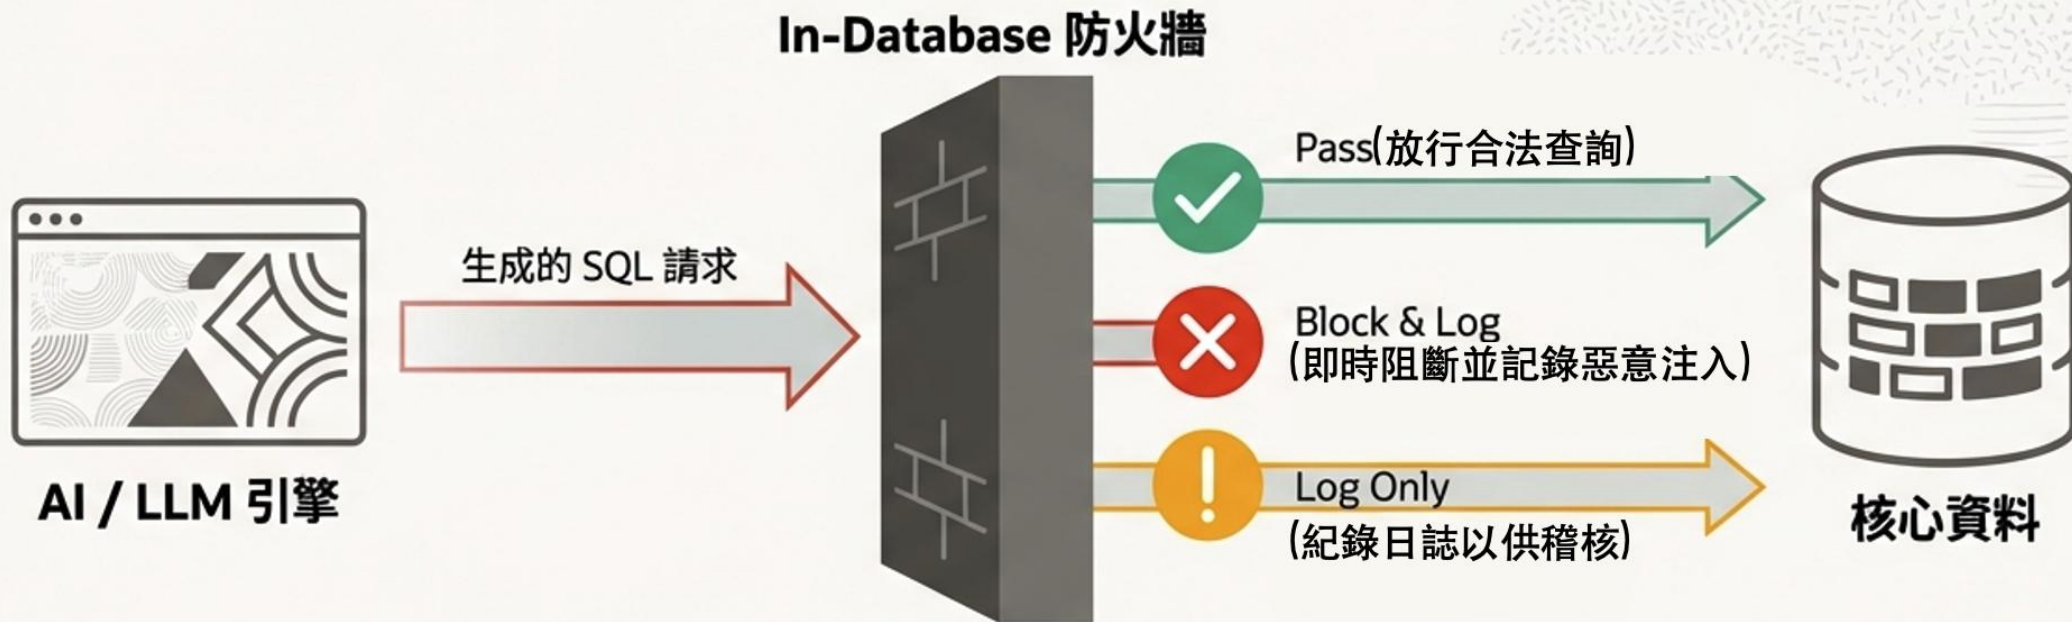 In-Database 防火牆
Pass(放行合法查詢)
生成的 SQL 請求
Block & Log
(即時阻斷並記錄惡意注入)
Log Only
(紀錄日誌以供稽核)
AI / LLM 引擎
核心資料